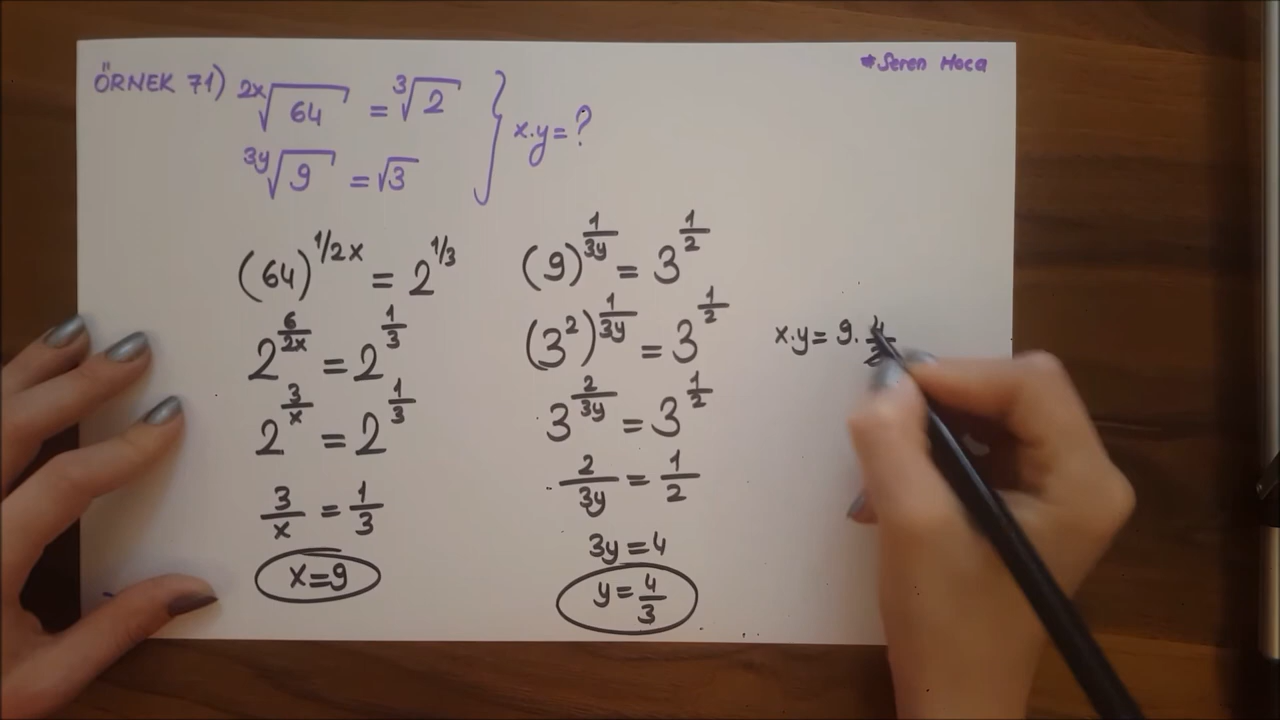 ÖRNEK 71) ²ˣ√64 = ³√2
³ʸ√9 = √3
} x.y = ?
*Seren Hoca
(64)^(1/2x) = 2^(1/3)
2^(6/2x) = 2^(1/3)
2^(3/x) = 2^(1/3)
3/x = 1/3
x=9
(9)^(1/3y) = 3^(1/2)
(3²)^(1/3y) = 3^(1/2)
3^(2/3y) = 3^(1/2)
2/3y = 1/2
3y=4
y=4/3
x.y= 9. 4/3